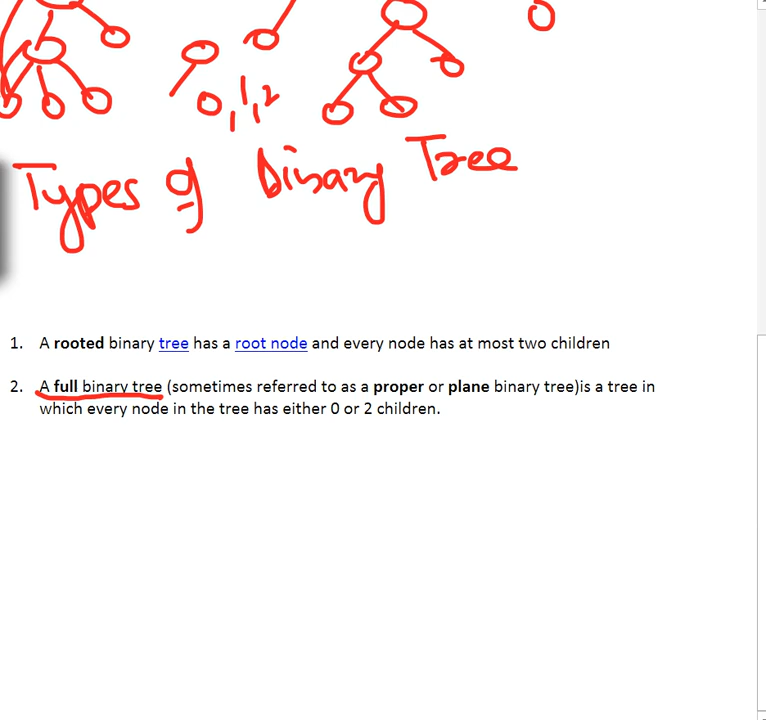 0, 1, 2
Types of binary Tree
1. A rooted binary tree has a root node and every node has at most two children
2. A full binary tree (sometimes referred to as a proper or plane binary tree)is a tree in
which every node in the tree has either 0 or 2 children.